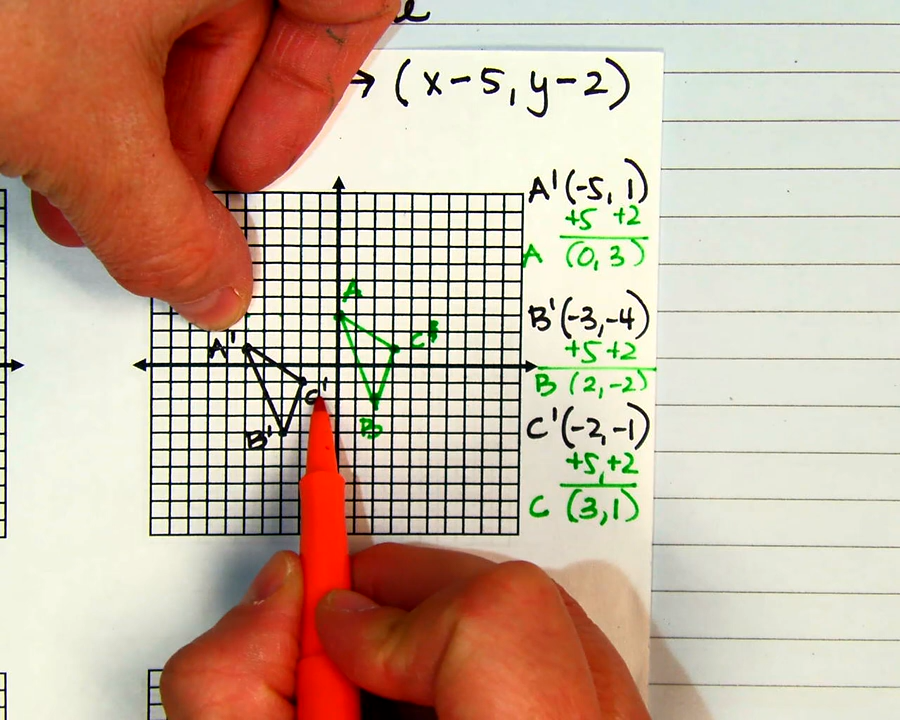 → (x-5, y-2)
A'(-5, 1)
+5 +2
A (0, 3)
B'(-3, -4)
+5 +2
B (2, -2)
C'(-2, -1)
+5, +2
C (3, 1)
A
C
B
A'
C'
B'